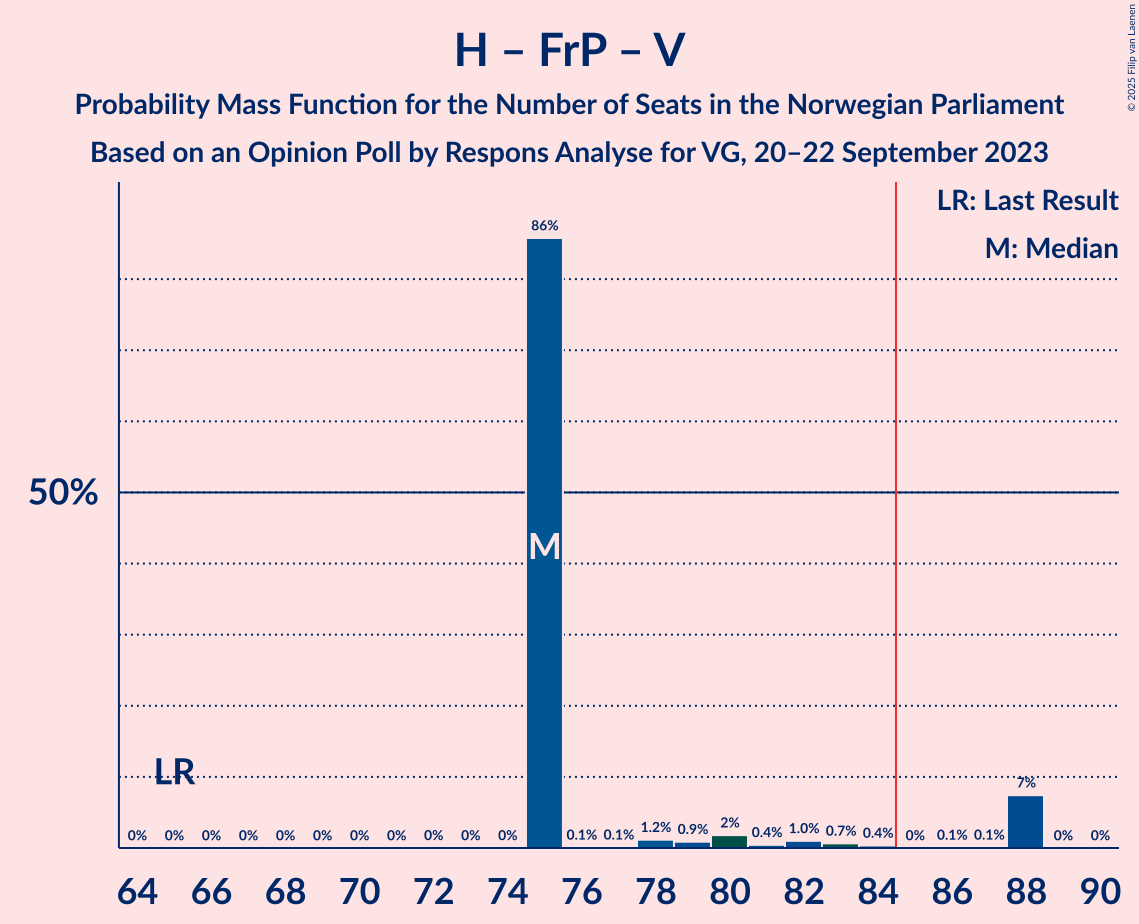 H – FrP – V
Probability Mass Function for the Number of Seats in the Norwegian Parliament
Based on an Opinion Poll by Respons Analyse for VG, 20–22 September 2023
© 2025 Filip van Laenen
LR: Last Result
M: Median
86%
50%
M
LR
7%
0% 0% 0% 0% 0% 0% 0% 0% 0% 0% 0% 0.1% 0.1% 1.2% 0.9% 2% 0.4% 1.0% 0.7% 0.4% 0% 0.1% 0.1% 0% 0%
64 66 68 70 72 74 76 78 80 82 84 86 88 90